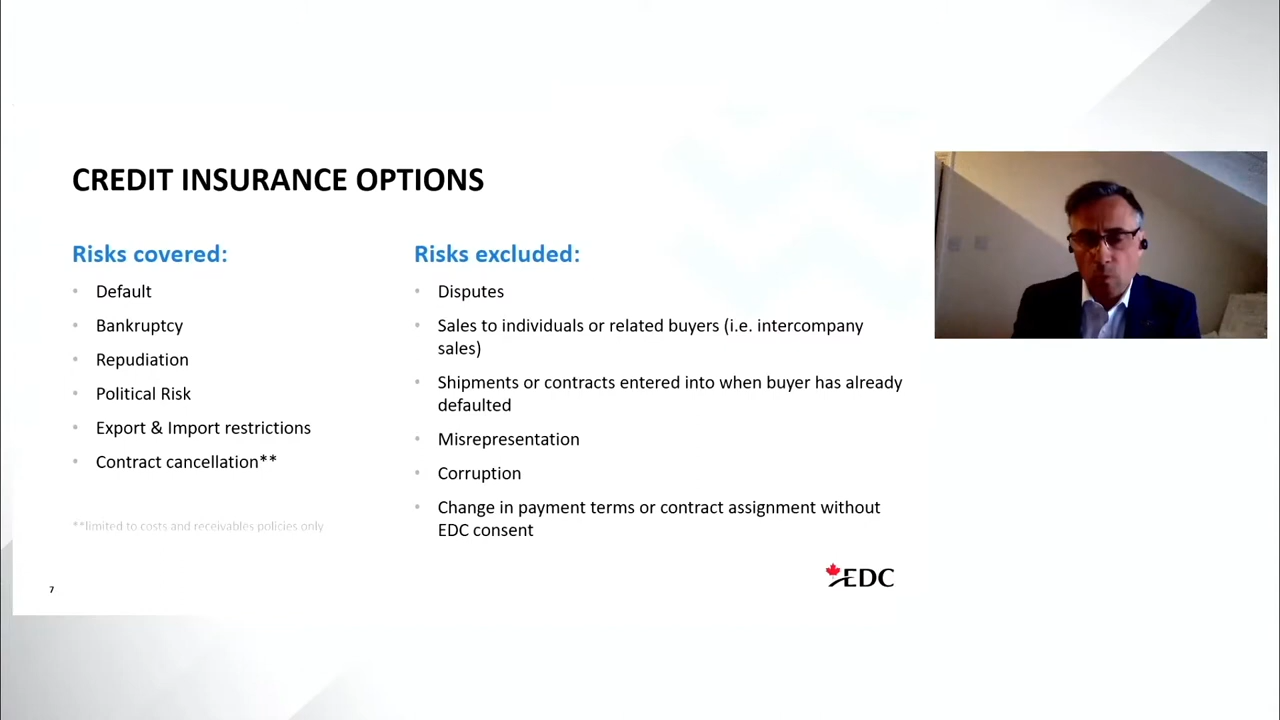 CREDIT INSURANCE OPTIONS
Risks covered:
• Default
• Bankruptcy
• Repudiation
• Political Risk
• Export & Import restrictions
• Contract cancellation**
**limited to costs and receivables policies only
7
Risks excluded:
• Disputes
• Sales to individuals or related buyers (i.e. intercompany
sales)
• Shipments or contracts entered into when buyer has already
defaulted
• Misrepresentation
• Corruption
• Change in payment terms or contract assignment without
EDC consent
EDC